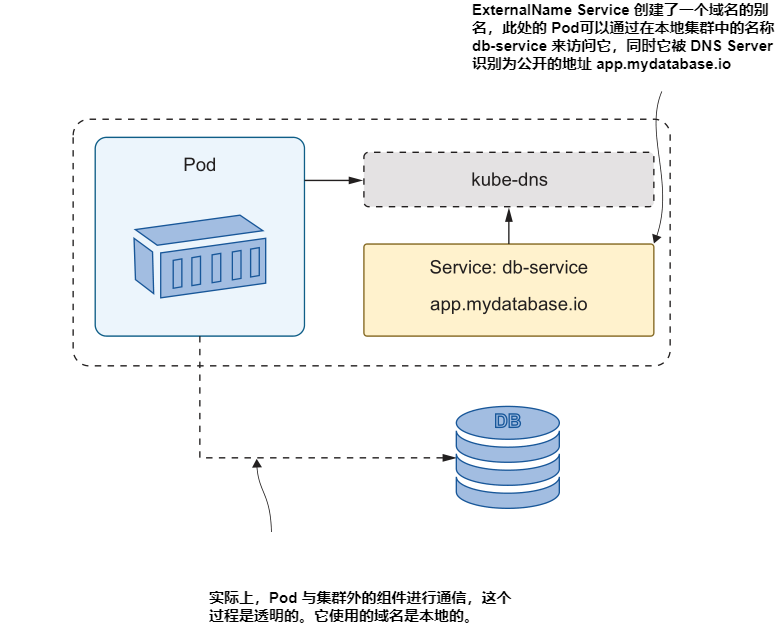 ExternalName Service 创建了一个域名的别
名，此处的 Pod可以通过在本地集群中的名称
db-service 来访问它，同时它被 DNS Server
识别为公开的地址 app.mydatabase.io
Pod
kube-dns
Service: db-service
app.mydatabase.io
DB
实际上，Pod 与集群外的组件进行通信，这个
过程是透明的。它使用的域名是本地的。